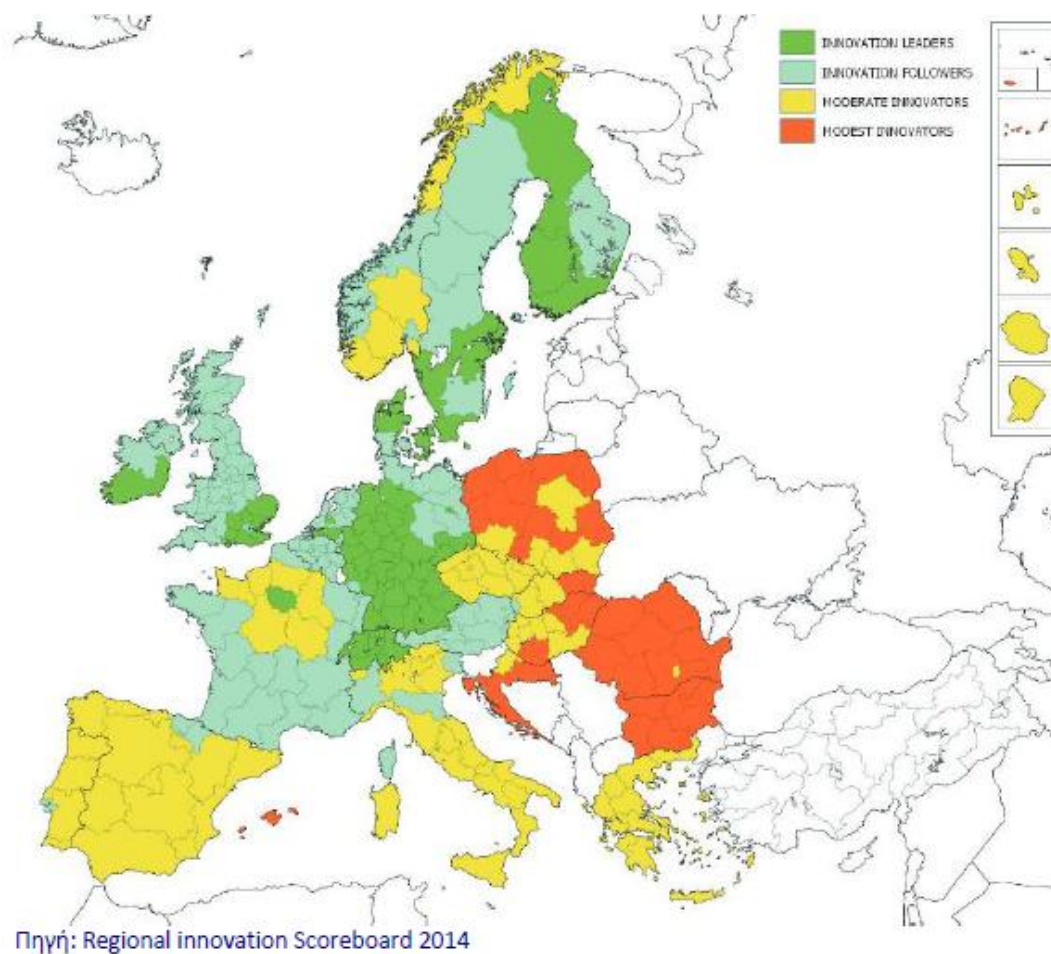 INNOVATION LEADERS
INNOVATION FOLLOWERS
MODERATE INNOVATORS
MODEST INNOVATORS
Πηγή: Regional innovation Scoreboard 2014